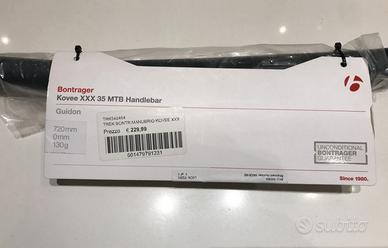 Bontrager
Kovee XXX 35 MTB Handlebar
Guidon
720mm
0mm
130g
TREK BONTR.MANUBRIO KOVEE XXX
Prezzo € 229,99
UNCONDITIONAL
BONTRAGER
GUARANTEE
Since 1980.
subito